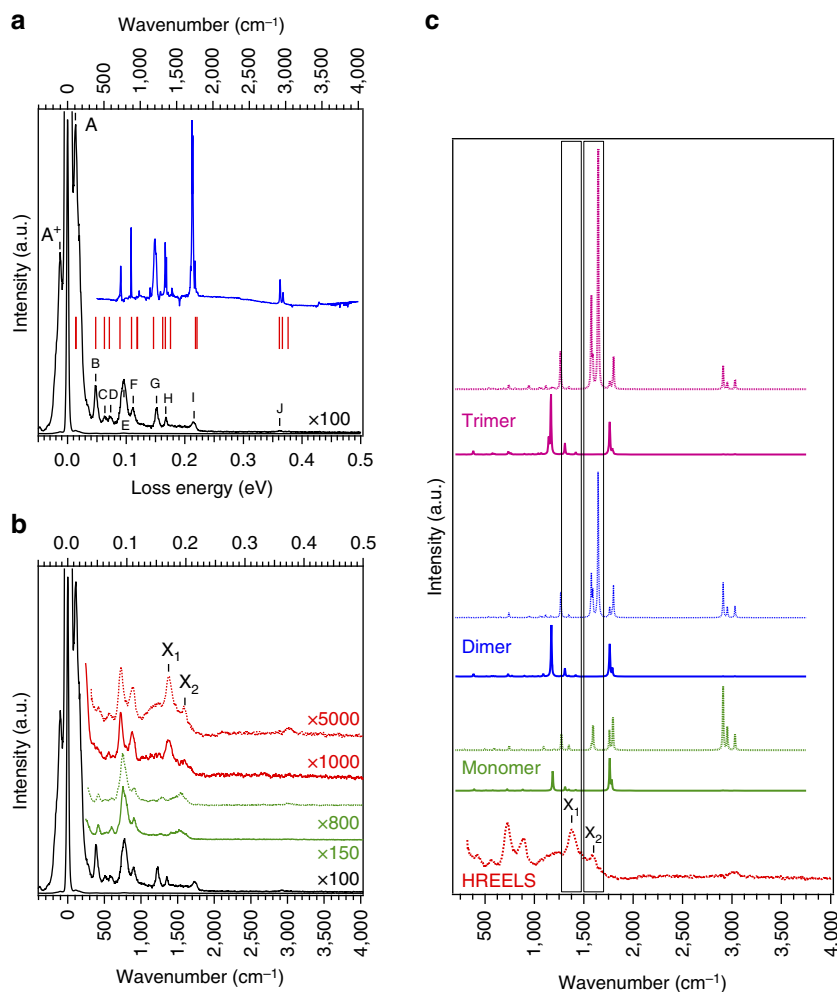 a
Wavenumber (cm⁻¹)
0 500 1,000 1,500 2,000 2,500 3,000 3,500 4,000
A
A⁺
B
C
D
E
F
G
H
I
J
×100
Intensity (a.u.)
0.0 0.1 0.2 0.3 0.4 0.5
Loss energy (eV)
b
0.0 0.1 0.2 0.3 0.4 0.5
X₁
X₂
×5000
×1000
×800
×150
×100
Intensity (a.u.)
0 500 1,000 1,500 2,000 2,500 3,000 3,500 4,000
Wavenumber (cm⁻¹)
c
Intensity (a.u.)
Trimer
Dimer
Monomer
X₁
X₂
HREELS
500 1,000 1,500 2,000 2,500 3,000 3,500 4,000
Wavenumber (cm⁻¹)